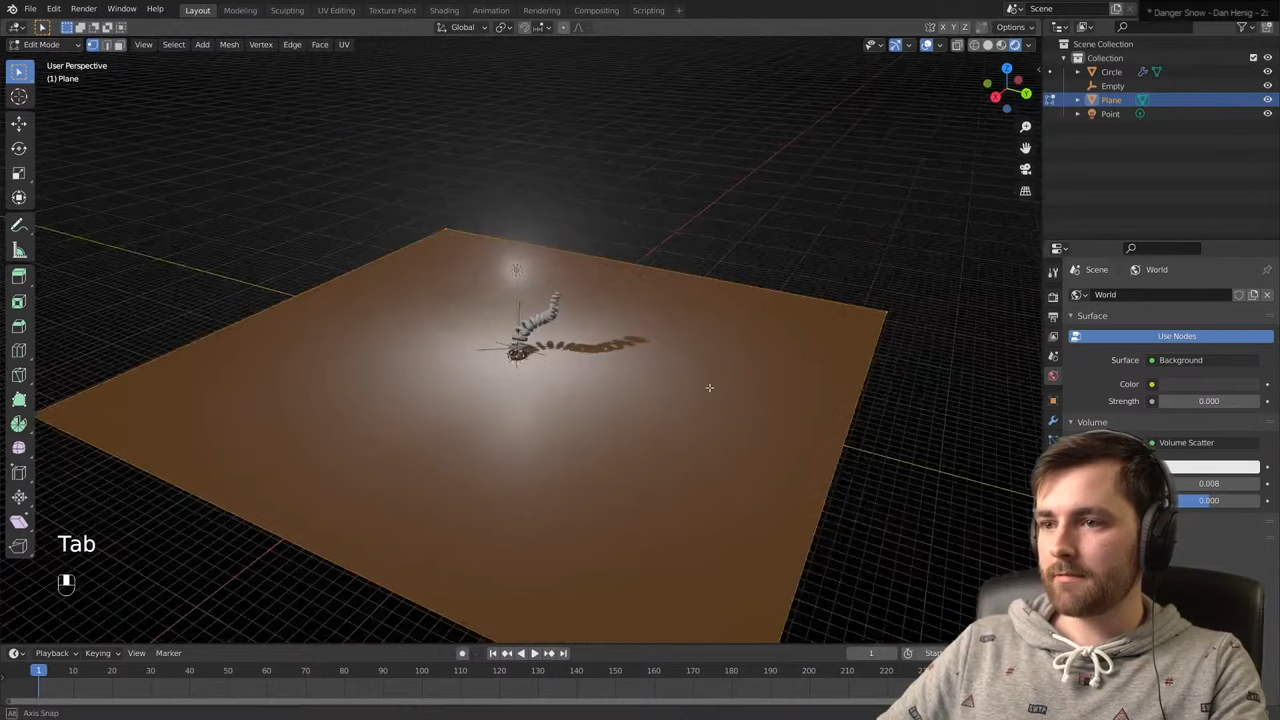 File Edit Render Window Help Layout Modeling Sculpting UV Editing Texture Paint Shading Animation Rendering Compositing Scripting + Scene * Danger Snow - Dan Henig - 2:
Global X Y Z Options
Edit Mode View Select Add Mesh Vertex Edge Face UV
Scene Collection
Collection
Circle
Empty
Plane
Point
User Perspective
(1) Plane
Z
Y
X
Scene World
World
Surface
Use Nodes
Surface Background
Color
Strength 0.000
Volume
Volume Scatter
0.008
0.000
Tab
Playback Keying View Marker 1 Start
1 10 20 30 40 50 60 70 80 90 100 110 120 130 140 150 160 170 180 190 200 210
Axis Snap